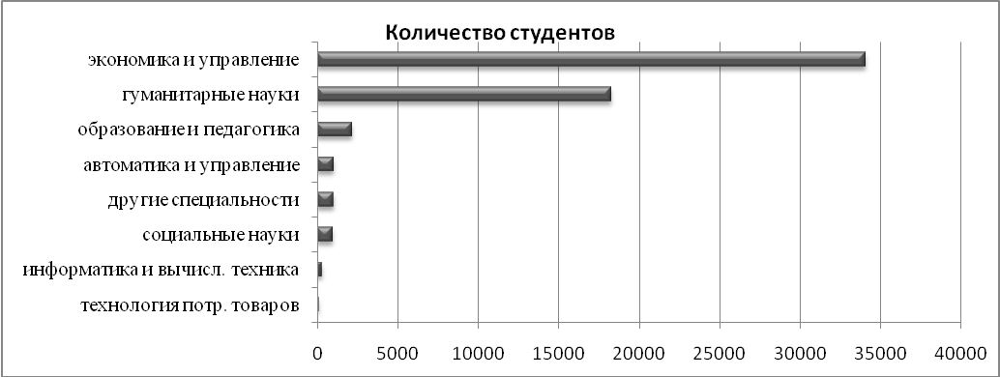 Количество студентов
экономика и управление
гуманитарные науки
образование и педагогика
автоматика и управление
другие специальности
социальные науки
информатика и вычисл. техника
технология потр. товаров
0 5000 10000 15000 20000 25000 30000 35000 40000